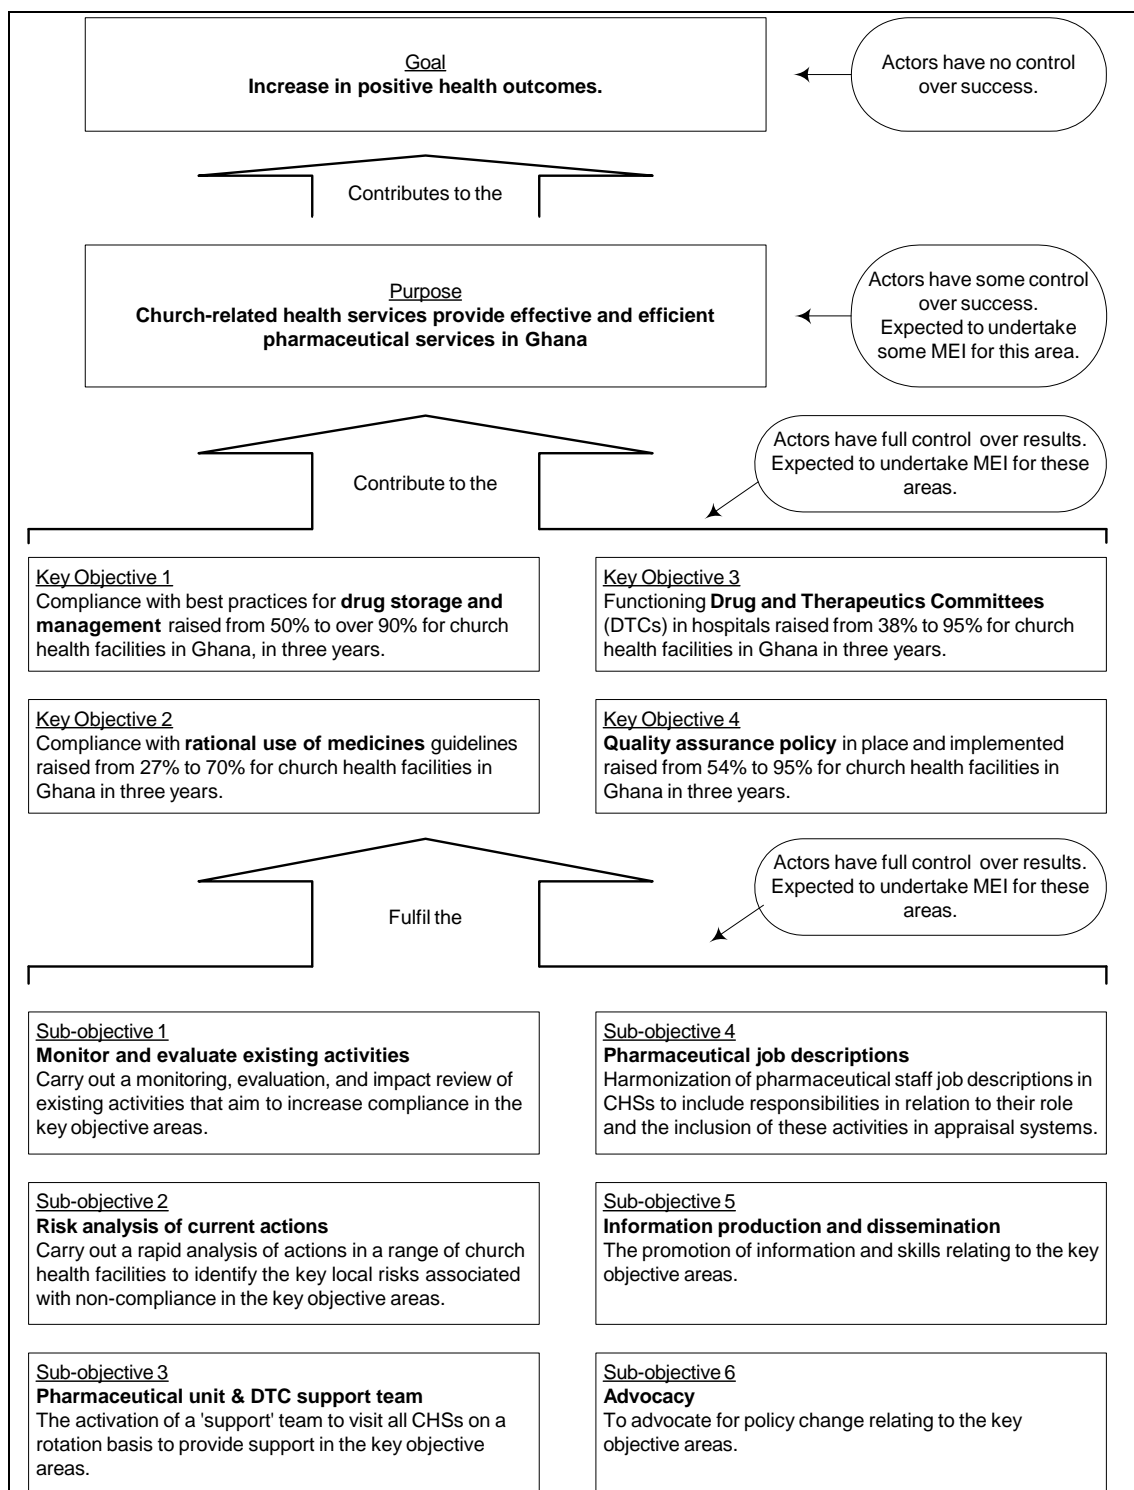 Goal
Increase in positive health outcomes.
Actors have no control
over success.
Contributes to the
Purpose
Church-related health services provide effective and efficient
pharmaceutical services in Ghana
Actors have some control
over success.
Expected to undertake
some MEI for this area.
Actors have full control over results.
Expected to undertake MEI for these
areas.
Contribute to the
Key Objective 1
Compliance with best practices for drug storage and
management raised from 50% to over 90% for church
health facilities in Ghana, in three years.
Key Objective 3
Functioning Drug and Therapeutics Committees
(DTCs) in hospitals raised from 38% to 95% for church
health facilities in Ghana in three years.
Key Objective 2
Compliance with rational use of medicines guidelines
raised from 27% to 70% for church health facilities in
Ghana in three years.
Key Objective 4
Quality assurance policy in place and implemented
raised from 54% to 95% for church health facilities in
Ghana in three years.
Actors have full control over results.
Expected to undertake MEI for these
areas.
Fulfil the
Sub-objective 1
Monitor and evaluate existing activities
Carry out a monitoring, evaluation, and impact review of
existing activities that aim to increase compliance in the
key objective areas.
Sub-objective 4
Pharmaceutical job descriptions
Harmonization of pharmaceutical staff job descriptions in
CHSs to include responsibilities in relation to their role
and the inclusion of these activities in appraisal systems.
Sub-objective 2
Risk analysis of current actions
Carry out a rapid analysis of actions in a range of church
health facilities to identify the key local risks associated
with non-compliance in the key objective areas.
Sub-objective 5
Information production and dissemination
The promotion of information and skills relating to the key
objective areas.
Sub-objective 3
Pharmaceutical unit & DTC support team
The activation of a 'support' team to visit all CHSs on a
rotation basis to provide support in the key objective
areas.
Sub-objective 6
Advocacy
To advocate for policy change relating to the key
objective areas.